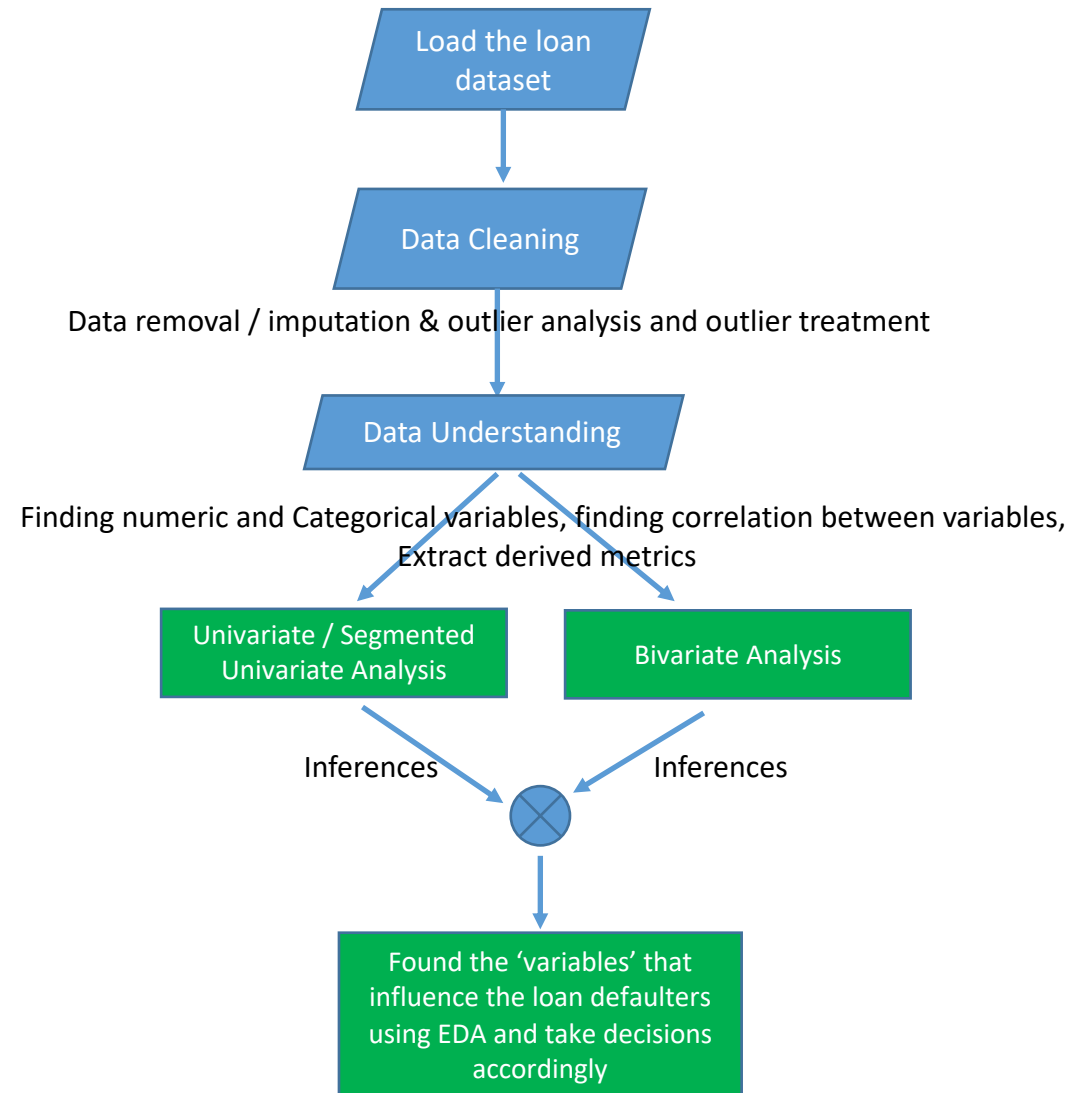 Load the loan
dataset
Data Cleaning
Data removal / imputation & outlier analysis and outlier treatment
Data Understanding
Finding numeric and Categorical variables, finding correlation between variables,
Extract derived metrics
Univariate / Segmented
Univariate Analysis
Bivariate Analysis
Inferences
Inferences
Found the ‘variables’ that
influence the loan defaulters
using EDA and take decisions
accordingly